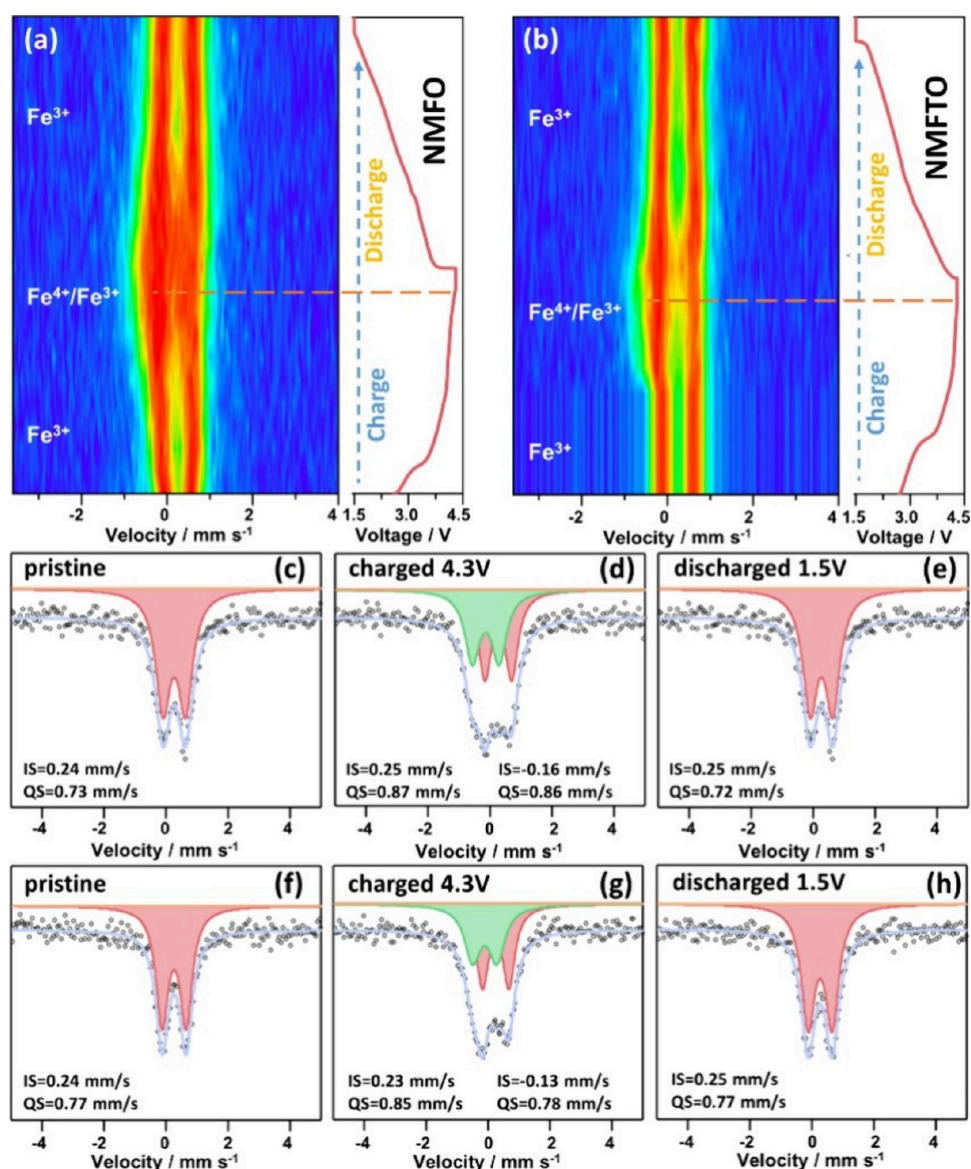 (a)
Fe³⁺
Fe⁴⁺/Fe³⁺
Fe³⁺
-2 0 2 4
Velocity / mm s⁻¹
NMFO
Discharge
Charge
1.5 3.0 4.5
Voltage / V
(b)
Fe³⁺
Fe⁴⁺/Fe³⁺
Fe³⁺
-2 0 2 4
Velocity / mm s⁻¹
NMFTO
Discharge
Charge
1.5 3.0 4.5
Voltage / V
pristine (c)
IS=0.24 mm/s
QS=0.73 mm/s
-4 -2 0 2 4
Velocity / mm s⁻¹
charged 4.3V (d)
IS=0.25 mm/s IS=-0.16 mm/s
QS=0.87 mm/s QS=0.86 mm/s
-4 -2 0 2 4
Velocity / mm s⁻¹
discharged 1.5V (e)
IS=0.25 mm/s
QS=0.72 mm/s
-4 -2 0 2 4
Velocity / mm s⁻¹
pristine (f)
IS=0.24 mm/s
QS=0.77 mm/s
-4 -2 0 2 4
Velocity / mm s⁻¹
charged 4.3V (g)
IS=0.23 mm/s IS=-0.13 mm/s
QS=0.85 mm/s QS=0.78 mm/s
-4 -2 0 2 4
Velocity / mm s⁻¹
discharged 1.5V (h)
IS=0.25 mm/s
QS=0.77 mm/s
-4 -2 0 2 4
Velocity / mm s⁻¹